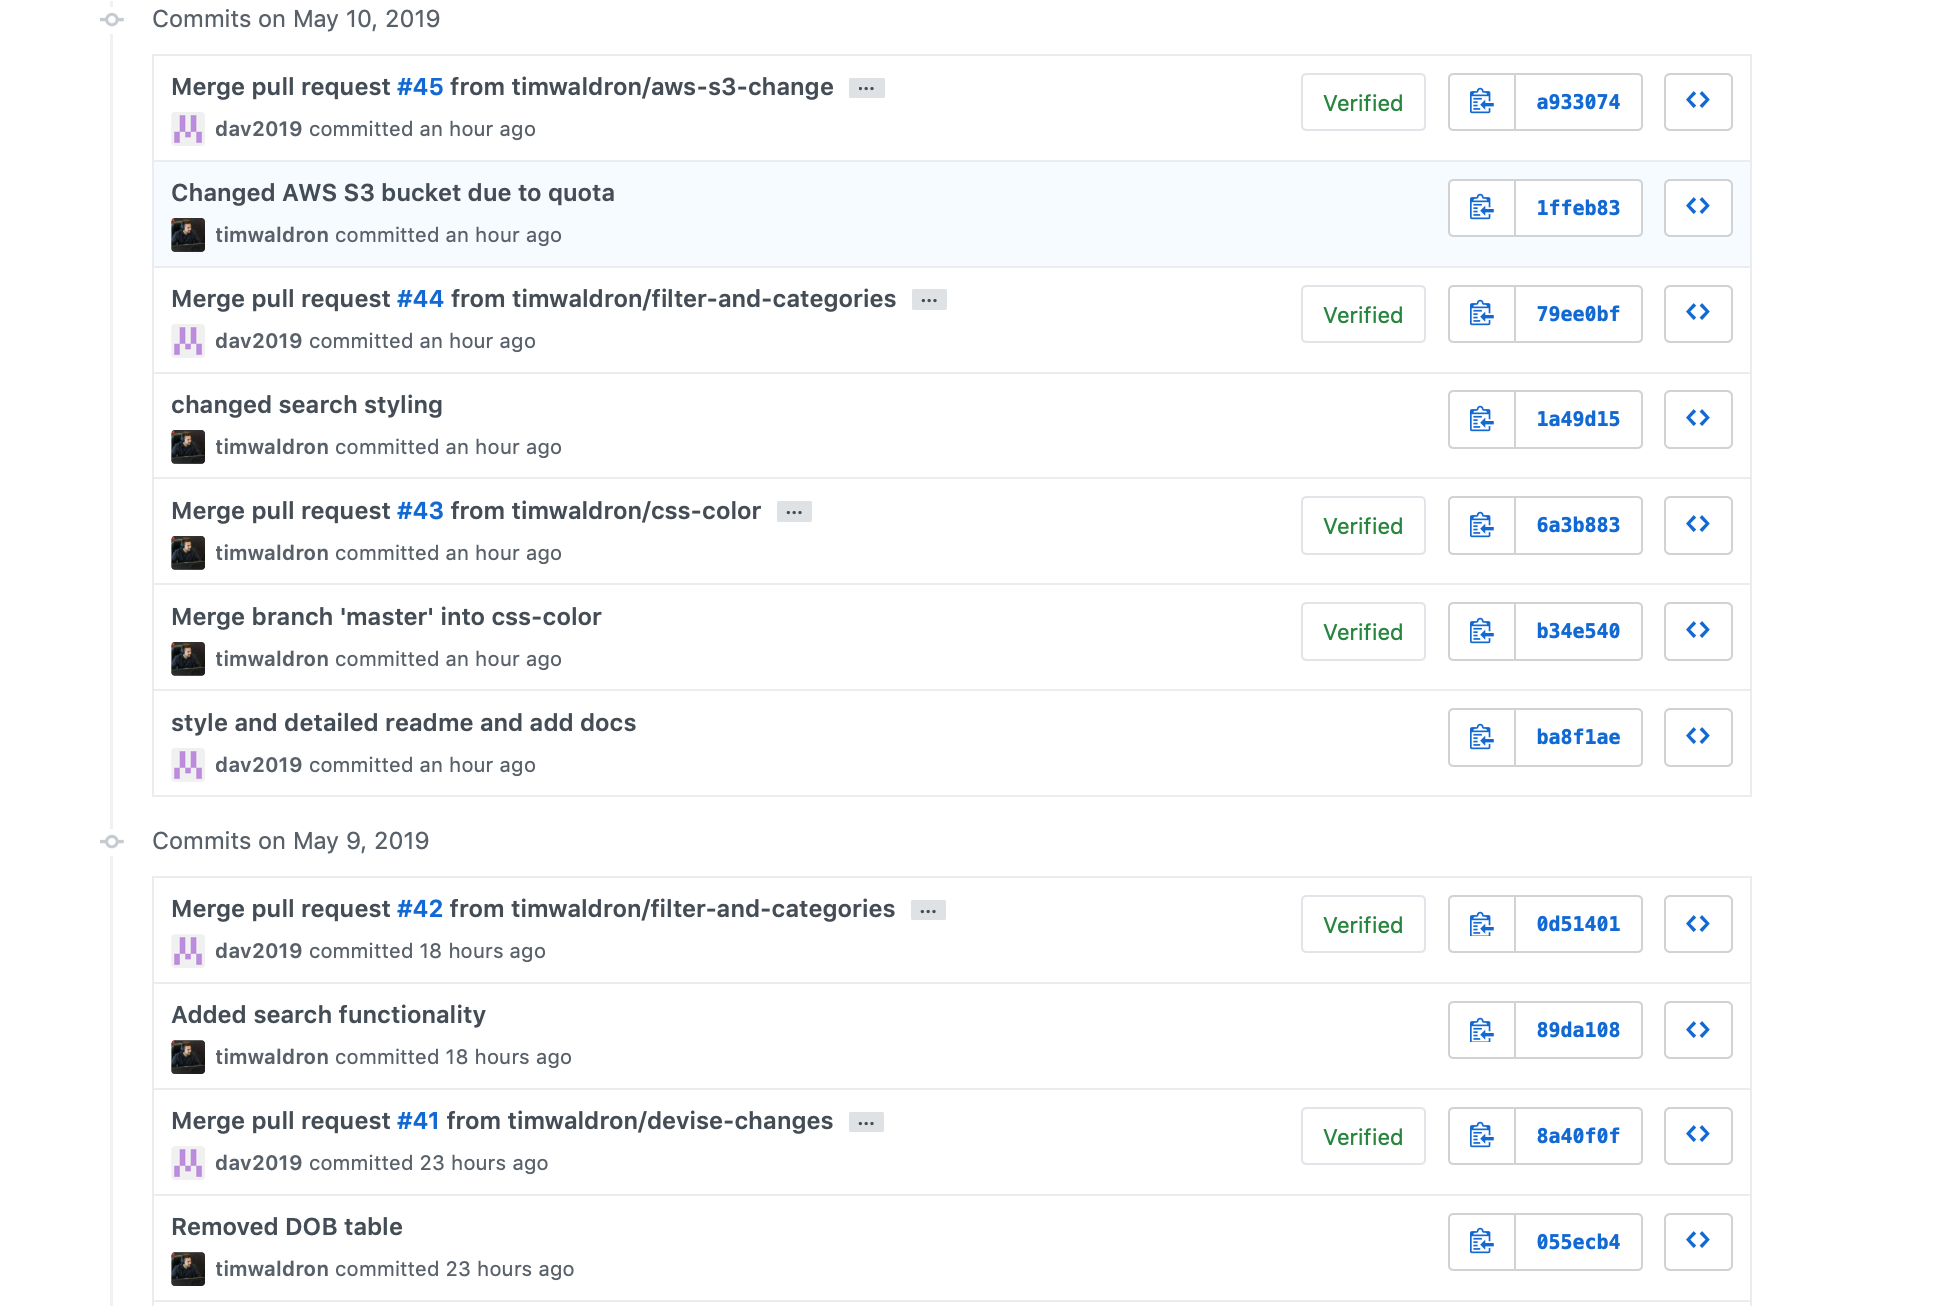 Commits on May 10, 2019
Merge pull request #45 from timwaldron/aws-s3-change ...
Verified
a933074
dav2019 committed an hour ago
Changed AWS S3 bucket due to quota
1ffeb83
timwaldron committed an hour ago
Merge pull request #44 from timwaldron/filter-and-categories ...
Verified
79ee0bf
dav2019 committed an hour ago
changed search styling
1a49d15
timwaldron committed an hour ago
Merge pull request #43 from timwaldron/css-color ...
Verified
6a3b883
timwaldron committed an hour ago
Merge branch 'master' into css-color
Verified
b34e540
timwaldron committed an hour ago
style and detailed readme and add docs
ba8f1ae
dav2019 committed an hour ago
Commits on May 9, 2019
Merge pull request #42 from timwaldron/filter-and-categories ...
Verified
0d51401
dav2019 committed 18 hours ago
Added search functionality
89da108
timwaldron committed 18 hours ago
Merge pull request #41 from timwaldron/devise-changes ...
Verified
8a40f0f
dav2019 committed 23 hours ago
Removed DOB table
055ecb4
timwaldron committed 23 hours ago